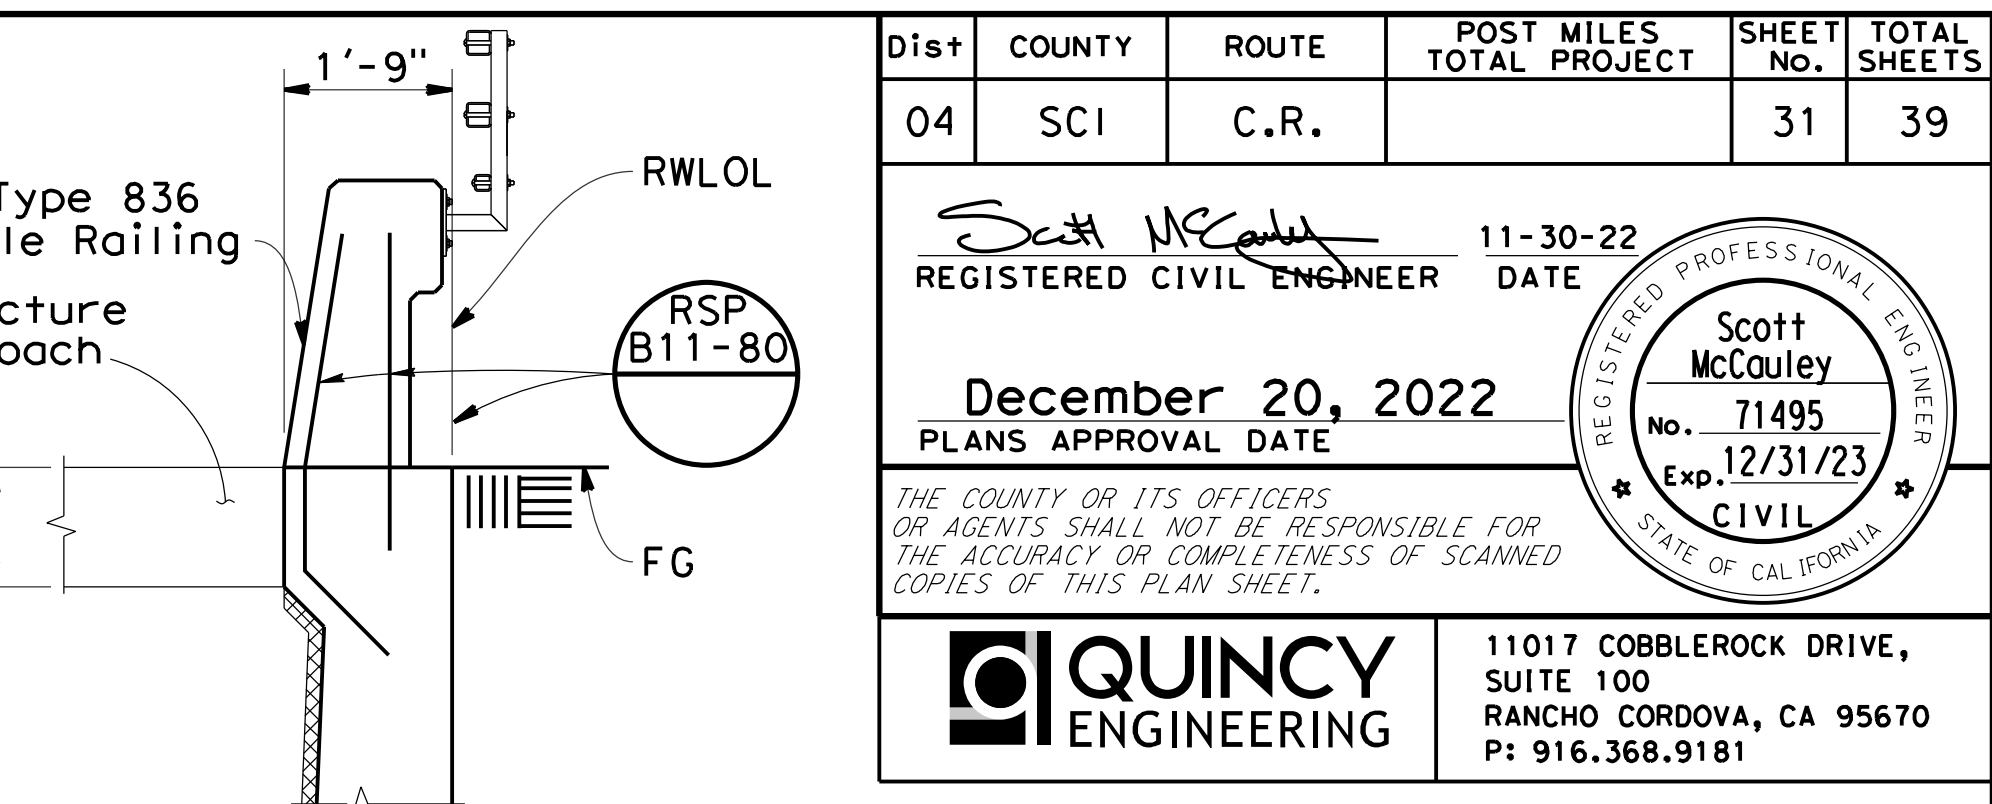 1'-9"
RWLOL
Type 836
Railing
RSP
B11-80
FG
Dist
COUNTY
ROUTE
POST MILES
TOTAL PROJECT
SHEET
No.
TOTAL
SHEETS
04
SCI
C.R.
31
39
Scott McCauley
11-30-22
REGISTERED CIVIL ENGINEER
DATE
December 20, 2022
PLANS APPROVAL DATE
REGISTERED PROFESSIONAL ENGINEER
Scott
McCauley
No. 71495
Exp. 12/31/23
CIVIL
STATE OF CALIFORNIA
THE COUNTY OR ITS OFFICERS
OR AGENTS SHALL NOT BE RESPONSIBLE FOR
THE ACCURACY OR COMPLETENESS OF SCANNED
COPIES OF THIS PLAN SHEET.
QUINCY
ENGINEERING
11017 COBBLEROCK DRIVE,
SUITE 100
RANCHO CORDOVA, CA 95670
P: 916.368.9181